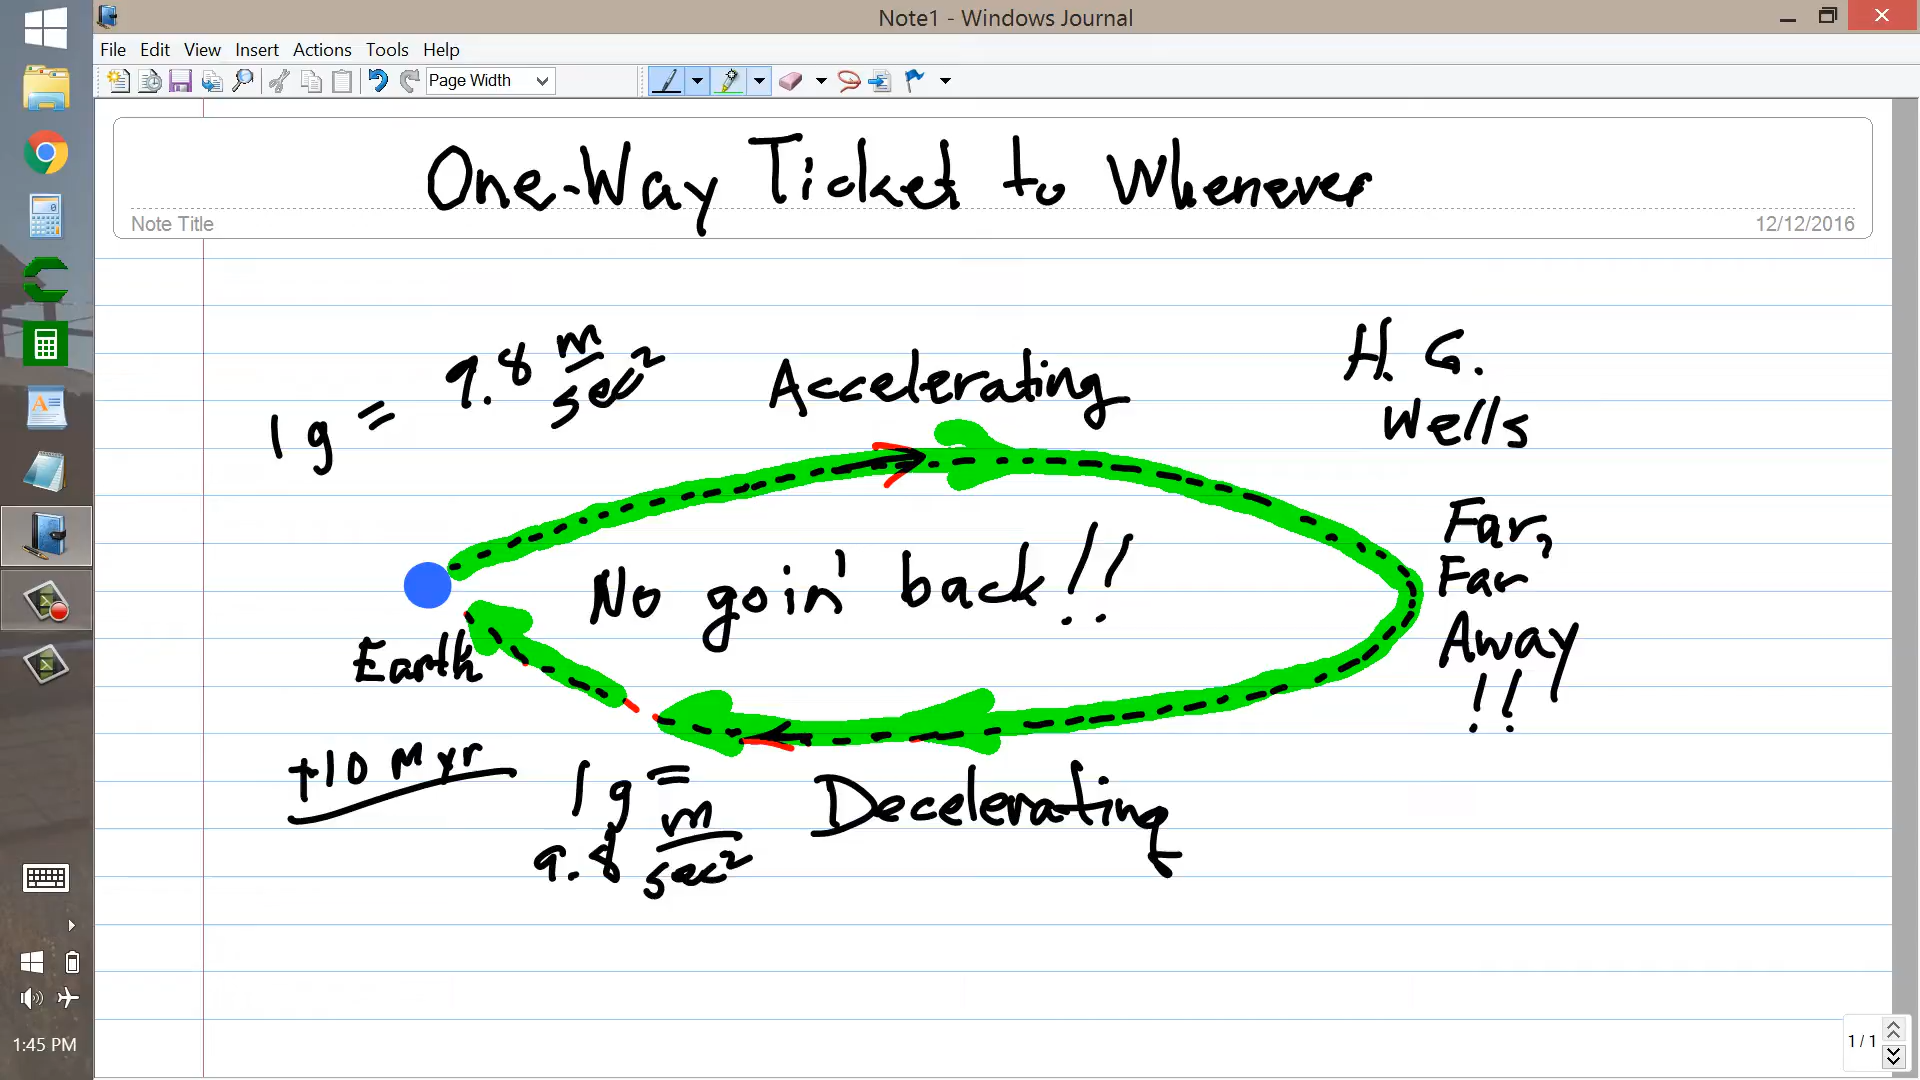 Note1 - Windows Journal
File Edit View Insert Actions Tools Help
Page Width
One-Way Ticket to Whenever
Note Title
12/12/2016
1 g = 9.8 m/sec²
Accelerating
H. G.
Wells
Far,
Far
Away
!!
No goin' back!!
Earth
+10 Myr
1 g =
9.8 m/sec²
Decelerating
1:45 PM
1 / 1